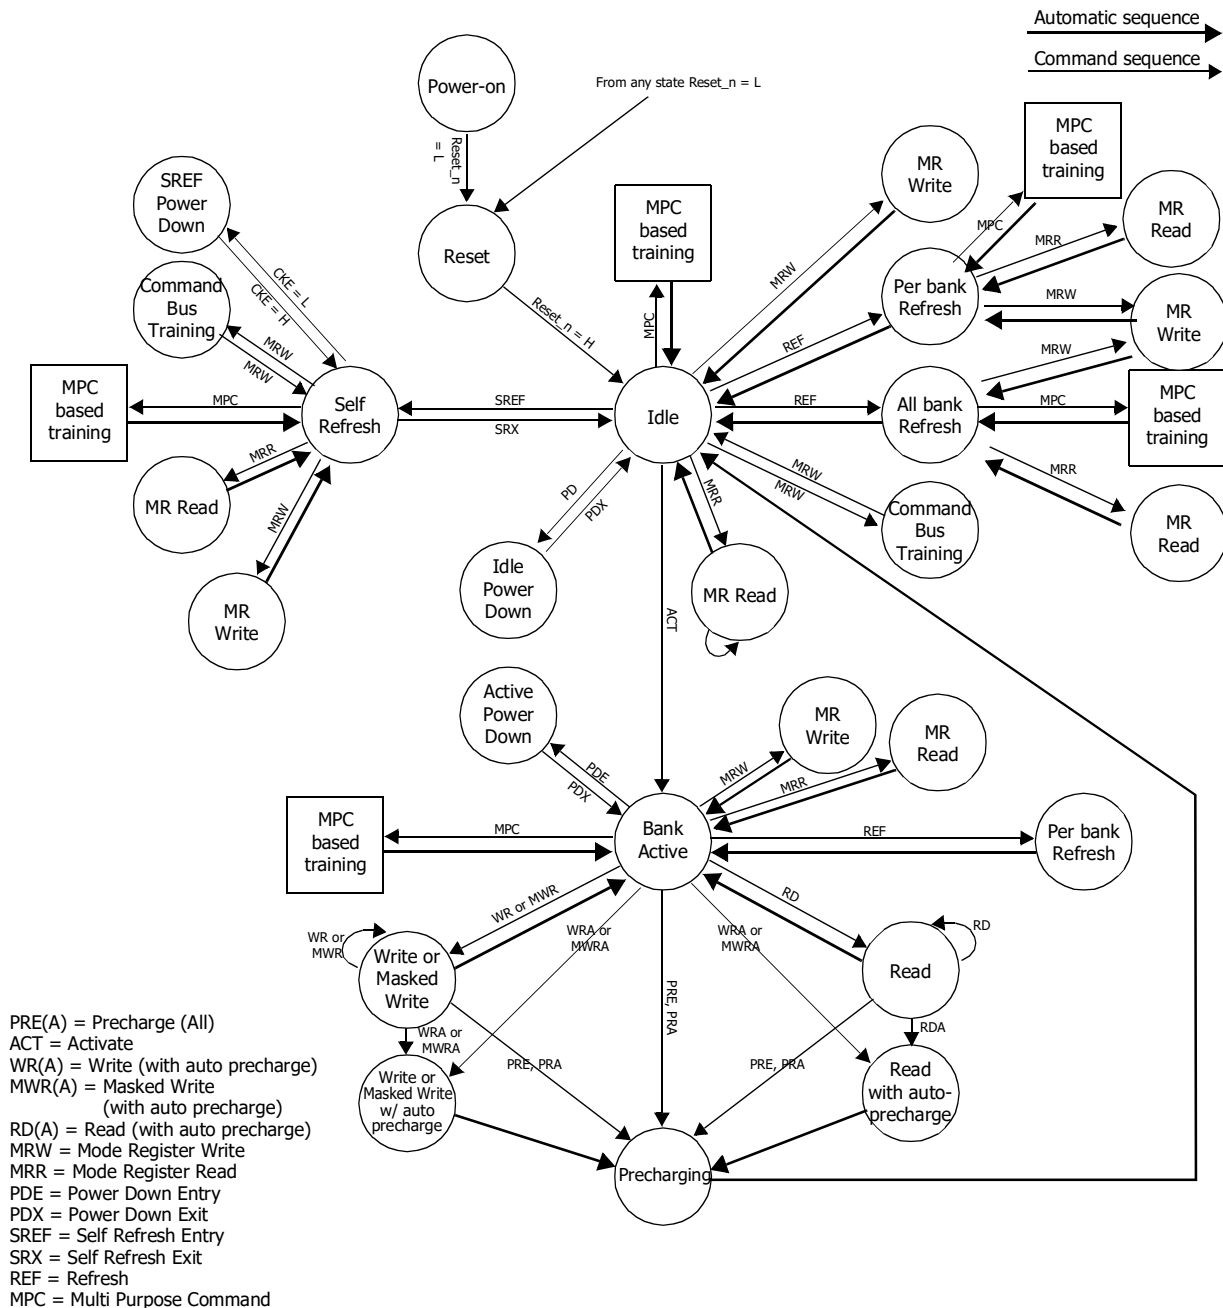 Automatic sequence
Command sequence
Power-on
From any state Reset_n = L
Reset_n
= L
MPC
based
training
MR
Write
MPC
based
training
MR
Read
SREF
Power
Down
Reset
MPC
MRR
MRW
Per bank
Refresh
MRW
MR
Write
CKE = L
CKE = H
Command
Bus
Training
Reset_n = H
MPC
REF
MRW
MRW
MRW
MPC
based
training
MPC
Self
Refresh
SREF
SRX
Idle
REF
All bank
Refresh
MPC
MPC
based
training
MRR
MR Read
MRW
PD
PDX
MRR
MRW
MRW
Command
Bus
Training
MRR
MR
Read
MR
Write
Idle
Power
Down
MR Read
ACT
Active
Power
Down
MR
Write
MR
Read
PDE
PDX
MRW
MRR
MPC
based
training
MPC
Bank
Active
REF
Per bank
Refresh
WR or MWR
RD
WR or
MWR
WRA or
MWRA
WRA or
MWRA
RD
Write or
Masked
Write
Read
PRE, PRA
WRA or
MWRA
RDA
PRE, PRA
PRE, PRA
Write or
Masked Write
w/ auto
precharge
Read
with auto-
precharge
Precharging
PRE(A) = Precharge (All)
ACT = Activate
WR(A) = Write (with auto precharge)
MWR(A) = Masked Write
(with auto precharge)
RD(A) = Read (with auto precharge)
MRW = Mode Register Write
MRR = Mode Register Read
PDE = Power Down Entry
PDX = Power Down Exit
SREF = Self Refresh Entry
SRX = Self Refresh Exit
REF = Refresh
MPC = Multi Purpose Command